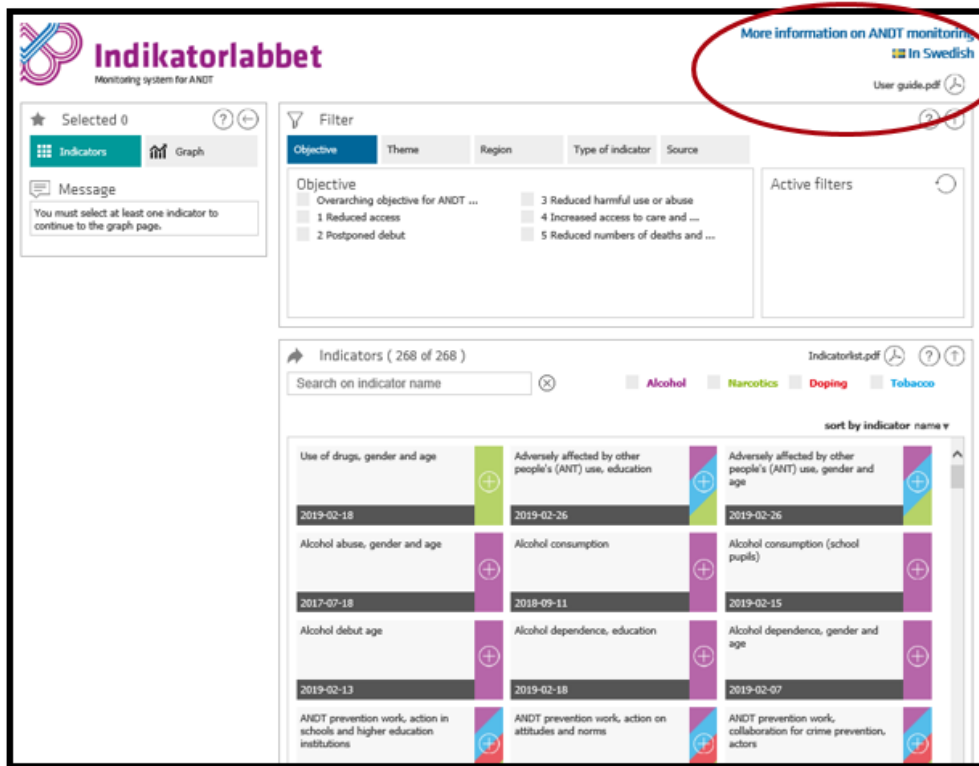 More information on ANDT monitoring
In Swedish
User guide.pdf
Indikatorlabbet
Monitoring system for ANDT
Selected 0
?
Indicators
Graph
Message
You must select at least one indicator to
continue to the graph page.
Filter
?
Objective
Theme
Region
Type of indicator
Source
Objective
Overarching objective for ANDT ...
1 Reduced access
2 Postponed debut
3 Reduced harmful use or abuse
4 Increased access to care and ...
5 Reduced numbers of deaths and ...
Active filters
Indicators ( 268 of 268 )
Indicatorlist.pdf
?
Search on indicator name
Alcohol
Narcotics
Doping
Tobacco
sort by indicator name
Use of drugs, gender and age
2019-02-18
Adversely affected by other
people's (ANT) use, education
2019-02-26
Adversely affected by other
people's (ANT) use, gender and
age
2019-02-26
Alcohol abuse, gender and age
2017-07-18
Alcohol consumption
2018-09-11
Alcohol consumption (school
pupils)
2019-02-15
Alcohol debut age
2019-02-13
Alcohol dependence, education
2019-02-18
Alcohol dependence, gender and
age
2019-02-07
ANDT prevention work, action in
schools and higher education
institutions
ANDT prevention work, action on
attitudes and norms
ANDT prevention work,
collaboration for crime prevention,
actors